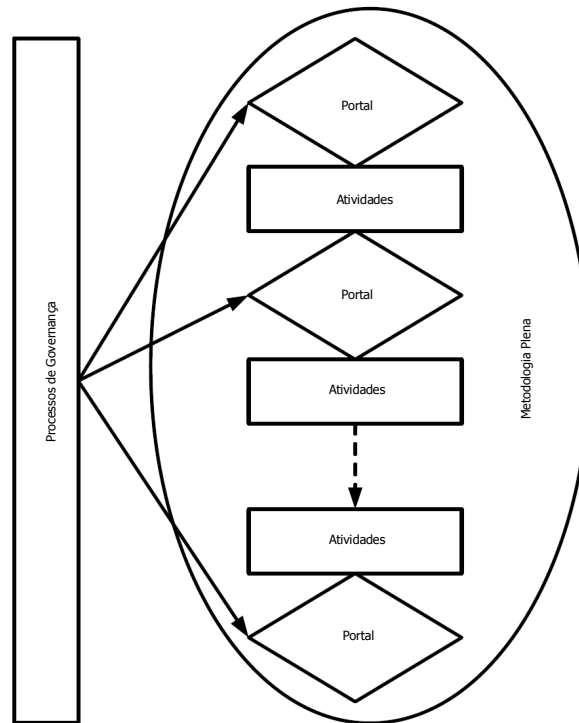 Processos de Governança
Portal
Atividades
Portal
Atividades
Atividades
Portal
Metodologia Plena